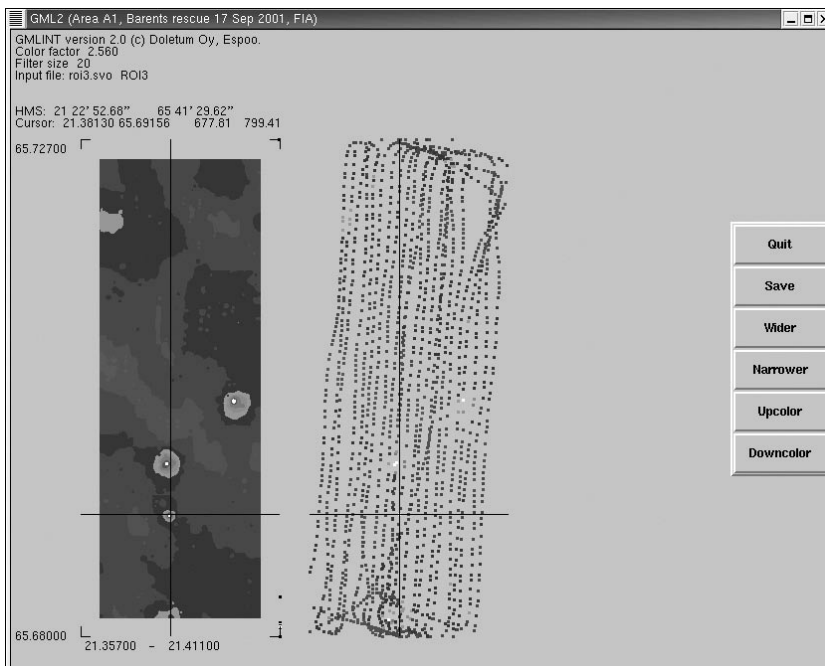 GML2 (Area A1, Barents rescue 17 Sep 2001, FIA)
GMLINT version 2.0 (c) Doletum Oy, Espoo.
Color factor 2.560
Filter size 20
Input file: roi3.svo ROI3
HMS: 21 22' 52.68" 65 41' 29.62"
Cursor: 21.38130 65.69156 677.81 799.41
65.72700
Quit
Save
Wider
Narrower
Upcolor
Downcolor
65.68000
21.35700 - 21.41100